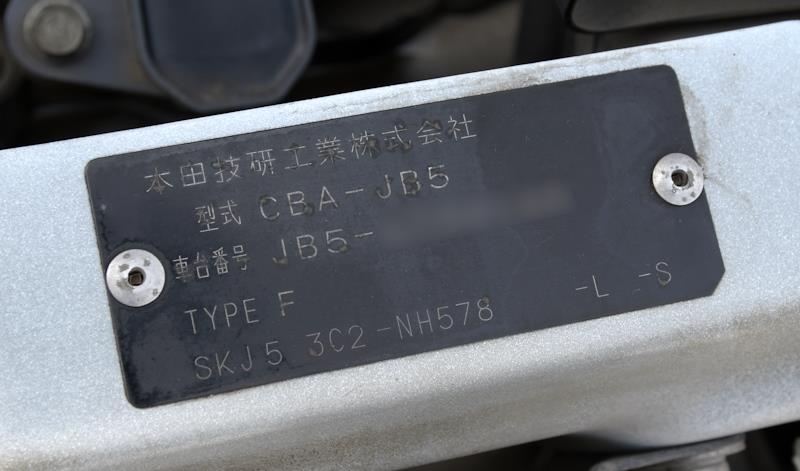 本田技研工業株式会社
型式 CBA-JB5
車台番号 JB5-
TYPE F
SKJ5 3C2-NH578 -L -S